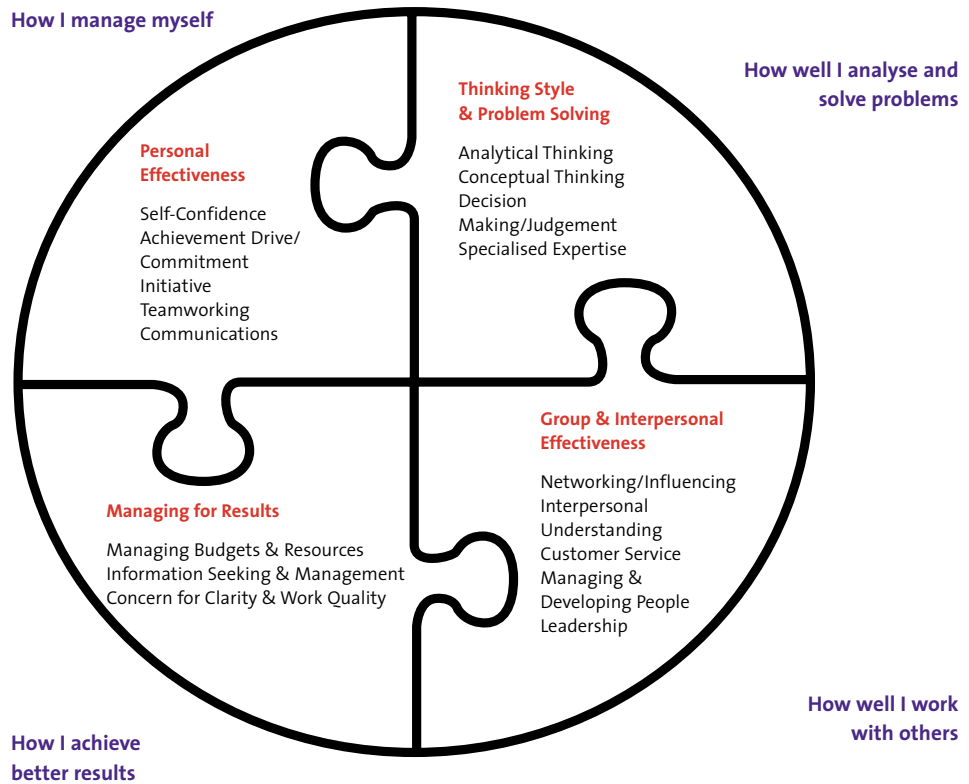 How I manage myself
How well I analyse and
solve problems
Thinking Style
& Problem Solving
Analytical Thinking
Conceptual Thinking
Decision
Making/Judgement
Specialised Expertise
Personal
Effectiveness
Self-Confidence
Achievement Drive/
Commitment
Initiative
Teamworking
Communications
Group & Interpersonal
Effectiveness
Networking/Influencing
Interpersonal
Understanding
Customer Service
Managing &
Developing People
Leadership
Managing for Results
Managing Budgets & Resources
Information Seeking & Management
Concern for Clarity & Work Quality
How well I work
with others
How I achieve
better results